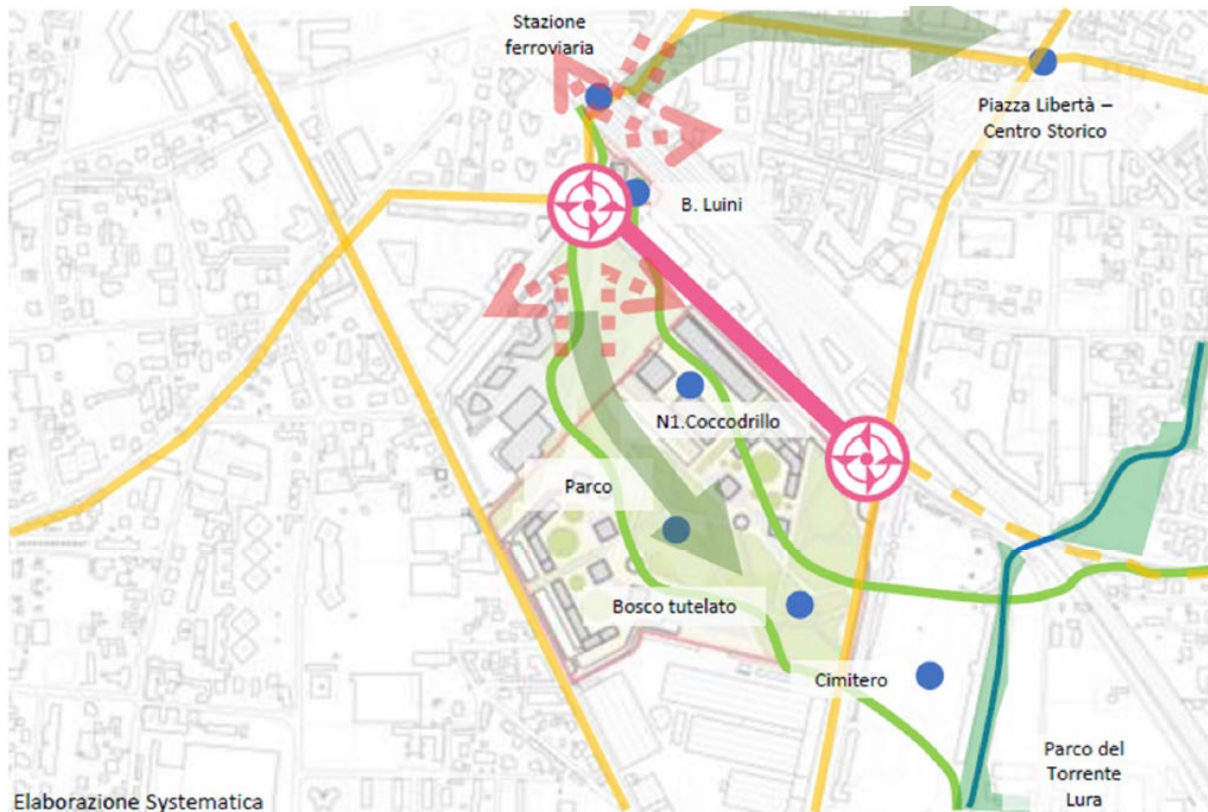 Stazione
ferroviaria
Piazza Libertà –
Centro Storico
B. Luini
N1.Coccodrillo
Parco
Bosco tutelato
Cimitero
Parco del
Torrente
Lura
Elaborazione Systematica